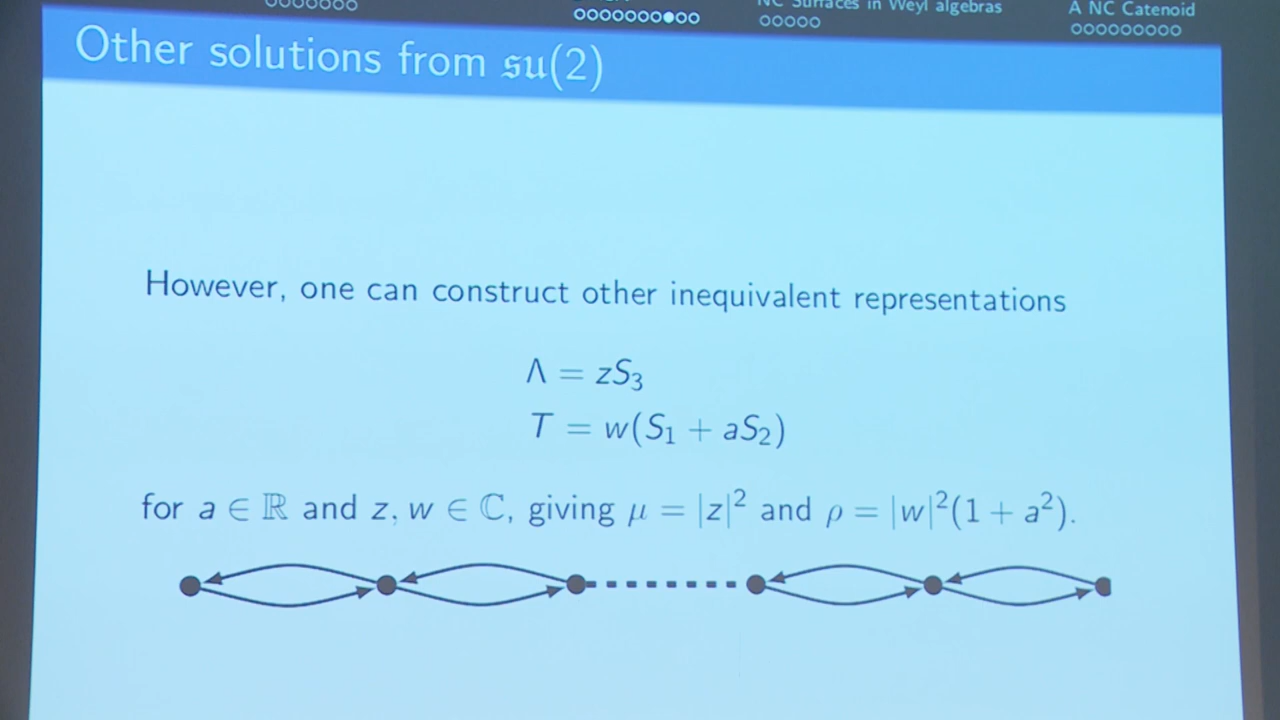 NC Surfaces in Weyl algebras
A NC Catenoid
Other solutions from 𝔰𝔲(2)
However, one can construct other inequivalent representations
Λ = zS₃
T = w(S₁ + aS₂)
for a ∈ ℝ and z, w ∈ ℂ, giving μ = |z|² and ρ = |w|²(1 + a²).